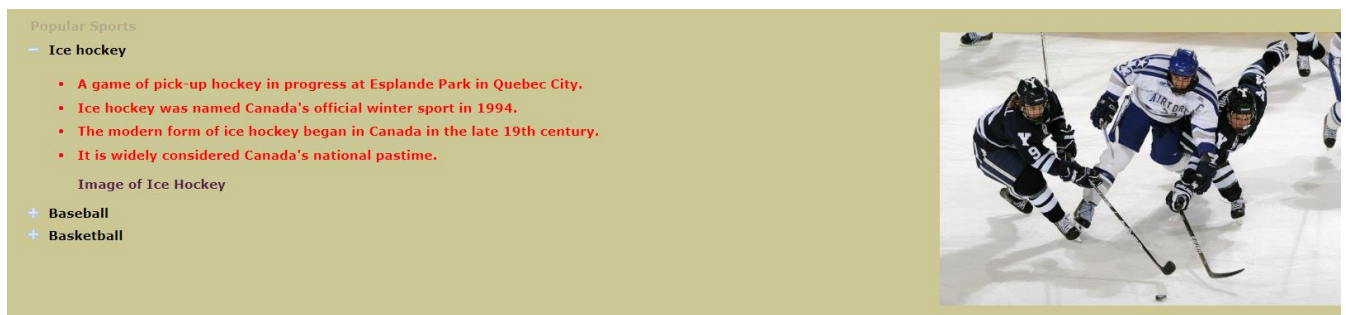 Popular Sports
Ice hockey
A game of pick-up hockey in progress at Esplande Park in Quebec City.
Ice hockey was named Canada's official winter sport in 1994.
The modern form of ice hockey began in Canada in the late 19th century.
It is widely considered Canada's national pastime.
Image of Ice Hockey
Baseball
Basketball
Y
9
Y